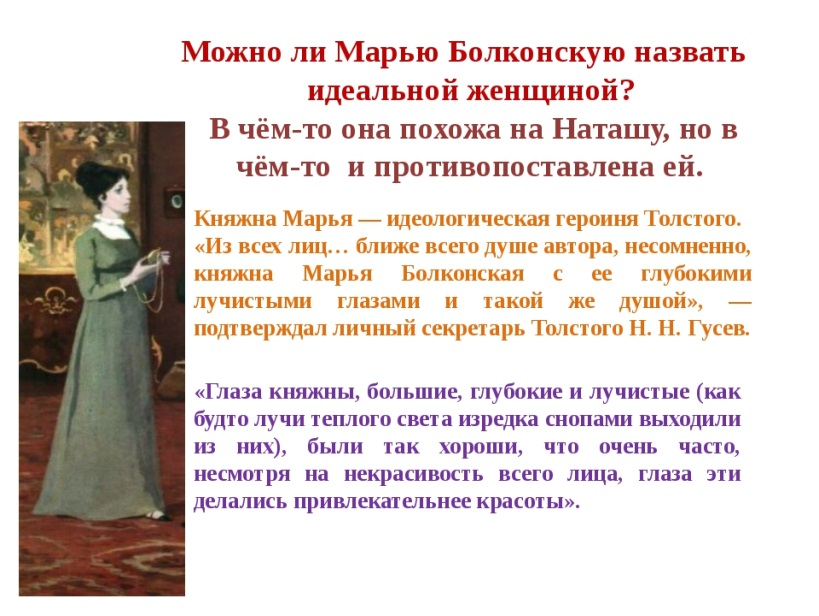 Можно ли Марью Болконскую назвать
идеальной женщиной?
В чём-то она похожа на Наташу, но в
чём-то и противопоставлена ей.
Княжна Марья — идеологическая героиня Толстого.
«Из всех лиц… ближе всего душе автора, несомненно,
княжна Марья Болконская с ее глубокими
лучистыми глазами и такой же душой», —
подтверждал личный секретарь Толстого Н. Н. Гусев.
«Глаза княжны, большие, глубокие и лучистые (как
будто лучи теплого света изредка снопами выходили
из них), были так хороши, что очень часто,
несмотря на некрасивость всего лица, глаза эти
делались привлекательнее красоты».